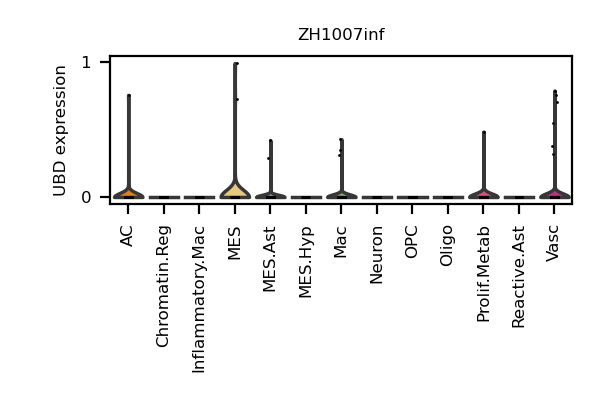 ZH1007inf
UBD expression
1
0
AC
Chromatin.Reg
Inflammatory.Mac
MES
MES.Ast
MES.Hyp
Mac
Neuron
OPC
Oligo
Prolif.Metab
Reactive.Ast
Vasc